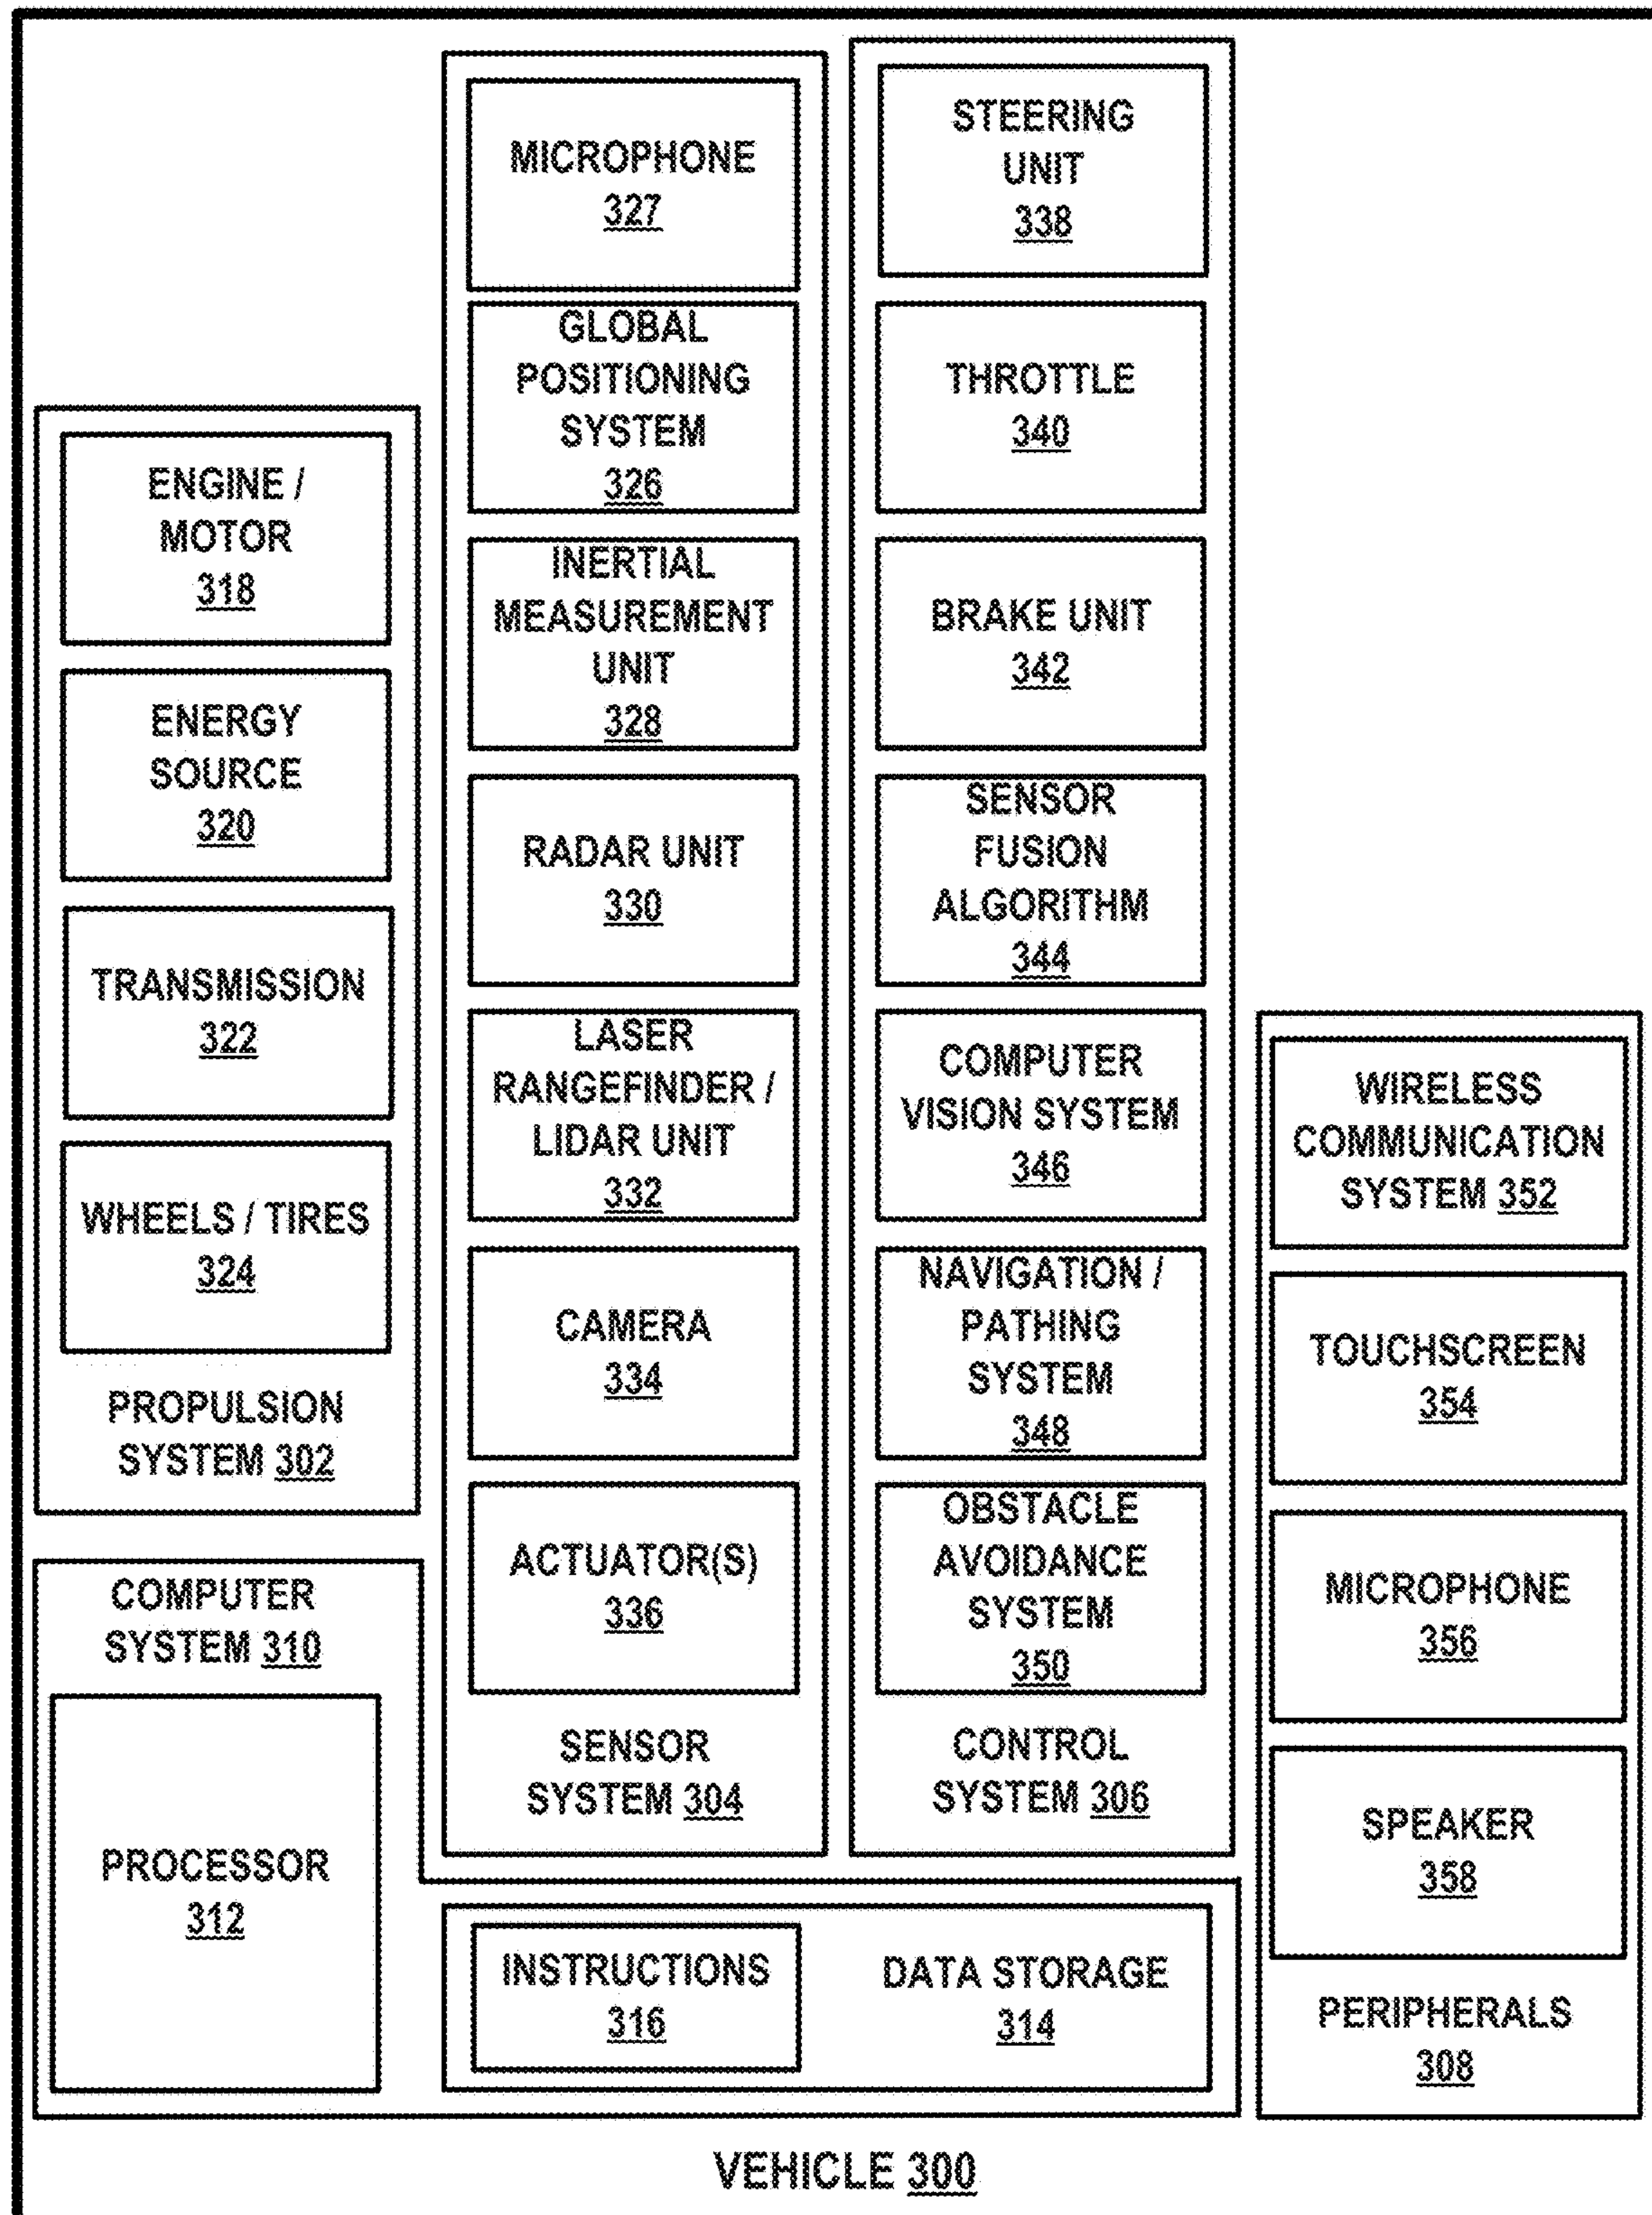 ENGINE /
MOTOR
318
ENERGY
SOURCE
320
TRANSMISSION
322
WHEELS / TIRES
324
PROPULSION
SYSTEM 302
COMPUTER
SYSTEM 310
PROCESSOR
312
MICROPHONE
327
GLOBAL
POSITIONING
SYSTEM
326
INERTIAL
MEASUREMENT
UNIT
328
RADAR UNIT
330
LASER
RANGEFINDER /
LIDAR UNIT
332
CAMERA
334
ACTUATOR(S)
336
SENSOR
SYSTEM 304
STEERING
UNIT
338
THROTTLE
340
BRAKE UNIT
342
SENSOR
FUSION
ALGORITHM
344
COMPUTER
VISION SYSTEM
346
NAVIGATION /
PATHING
SYSTEM
348
OBSTACLE
AVOIDANCE
SYSTEM
350
CONTROL
SYSTEM 306
INSTRUCTIONS
316
DATA STORAGE
314
WIRELESS
COMMUNICATION
SYSTEM 352
TOUCHSCREEN
354
MICROPHONE
356
SPEAKER
358
PERIPHERALS
308
VEHICLE 300